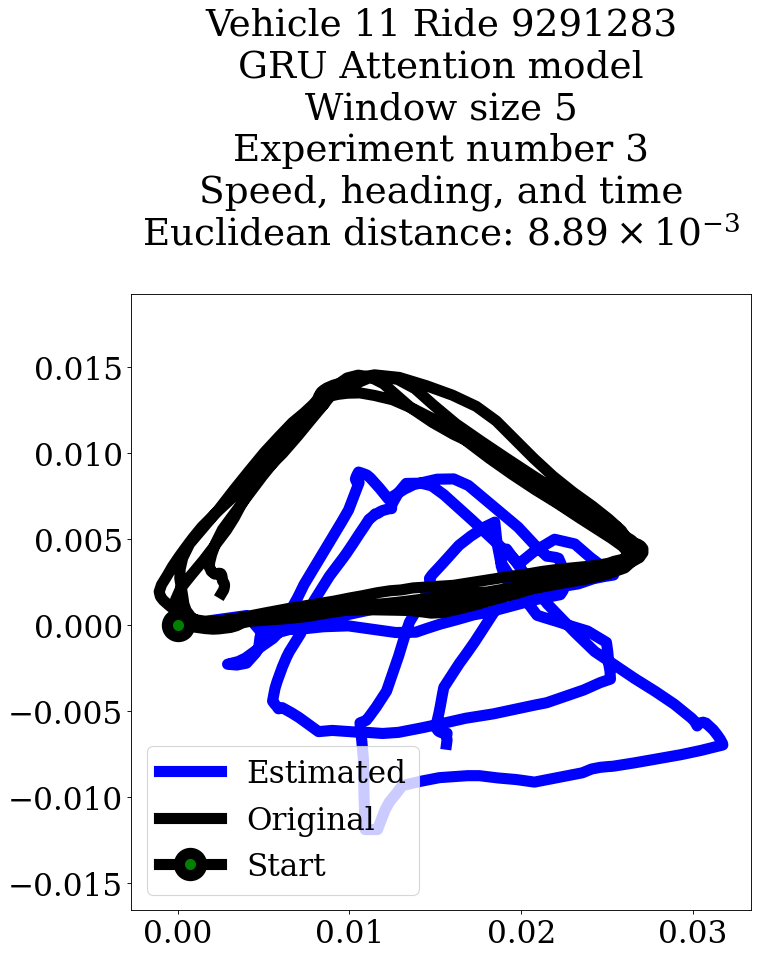 Vehicle 11 Ride 9291283
GRU Attention model
Window size 5
Experiment number 3
Speed, heading, and time
Euclidean distance: 8.89 × 10⁻³
0.015
0.010
0.005
0.000
−0.005
−0.010
−0.015
Estimated
Original
Start
0.00 0.01 0.02 0.03